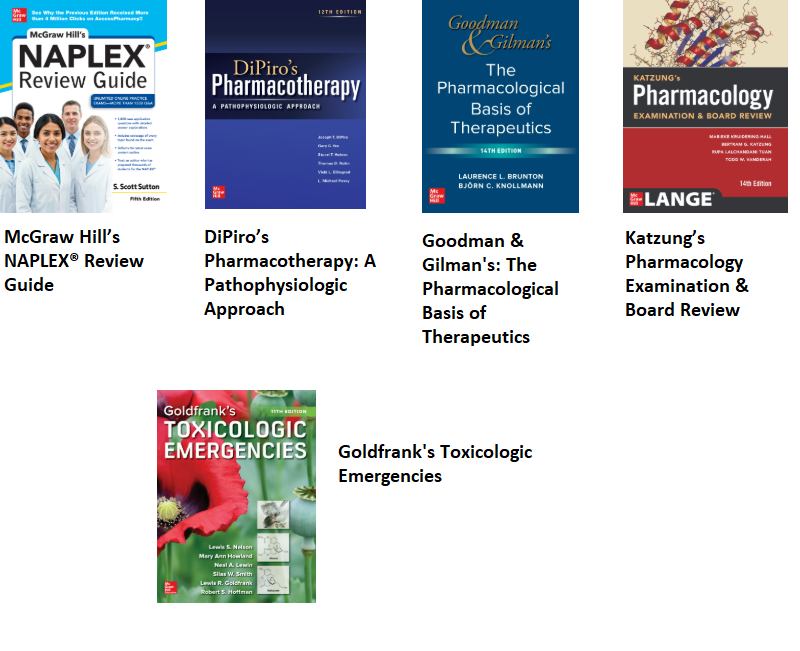 See Why the Previous Edition Received More
than 4 Million Clicks on AccessPharmacy!!
Mc
Graw
Hill
McGraw Hill's
NAPLEX®
Review Guide
UNLIMITED ONLINE PRACTICE
S. Scott Sutton
Fifth Edition
McGraw Hill’s
NAPLEX® Review
Guide
12TH EDITION
DiPiro's
Pharmacotherapy
A PATHOPHYSIOLOGIC APPROACH
Joseph T. DiPiro
Gary C. Yee
Stuart T. Haines
Thomas D. Nolin
Vicki L. Ellingrod
L. Michael Posey
Mc
Graw
Hill
DiPiro’s
Pharmacotherapy: A
Pathophysiologic
Approach
Goodman
& Gilman's
The
Pharmacological
Basis of
Therapeutics
14TH EDITION
LAURENCE L. BRUNTON
BJÖRN C. KNOLLMANN
Mc
Graw
Hill
Goodman &
Gilman's: The
Pharmacological
Basis of
Therapeutics
KATZUNG's
Pharmacology
EXAMINATION & BOARD REVIEW
MARIEKE KRUIDERING HALL
BERTRAM G. KATZUNG
RUPA LALCHANDANI TUAN
TODD W. VANDERAH
14th Edition
Mc
Graw
Hill
LANGE®
Katzung’s
Pharmacology
Examination &
Board Review
Goldfrank's
11TH EDITION
TOXICOLOGIC
EMERGENCIES
Lewis S. Nelson
Mary Ann Howland
Neal A. Lewin
Silas W. Smith
Lewis R. Goldfrank
Robert S. Hoffman
Mc
Graw
Hill
Goldfrank's Toxicologic
Emergencies